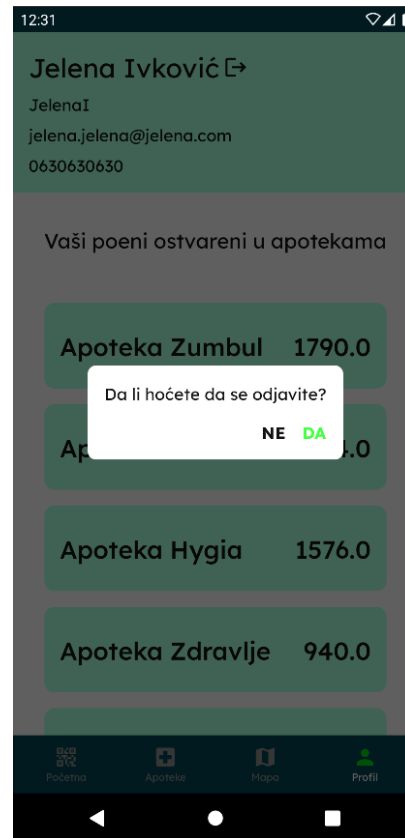 12:31
Jelena Ivković
JelenaI
jelena.jelena@jelena.com
0630630630
Vaši poeni ostvareni u apotekama
Apoteka Zumbul 1790.0
Da li hoćete da se odjavite?
NE DA
Apoteka Hygia 1576.0
Apoteka Zdravlje 940.0
Početna Apoteke Mapa Profil